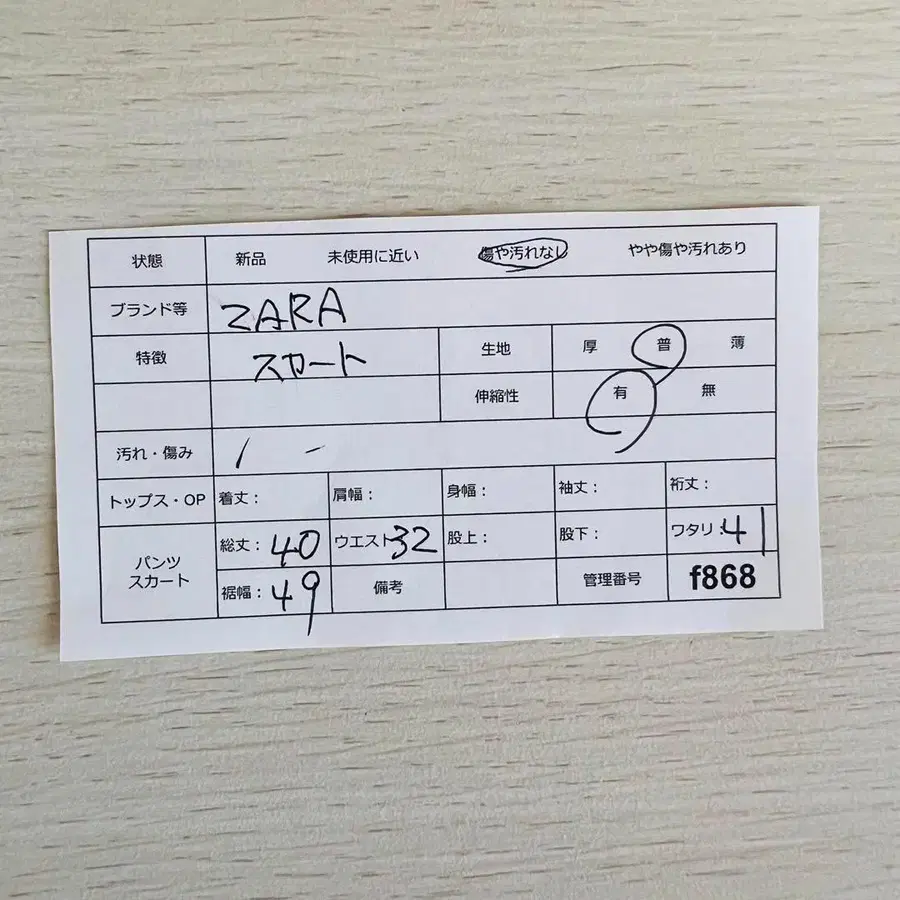 状態 新品 未使用に近い 傷や汚れなし やや傷や汚れあり
ブランド等 ZARA
特徴 スカート 生地 厚 普 薄
伸縮性 有 無
汚れ・傷み / -
トップス・OP 着丈: 肩幅: 身幅: 袖丈: 裄丈:
パンツ スカート 総丈: 40 ウエスト 32 股上: 股下: ワタリ: 41
裾幅: 49 備考 管理番号 f868